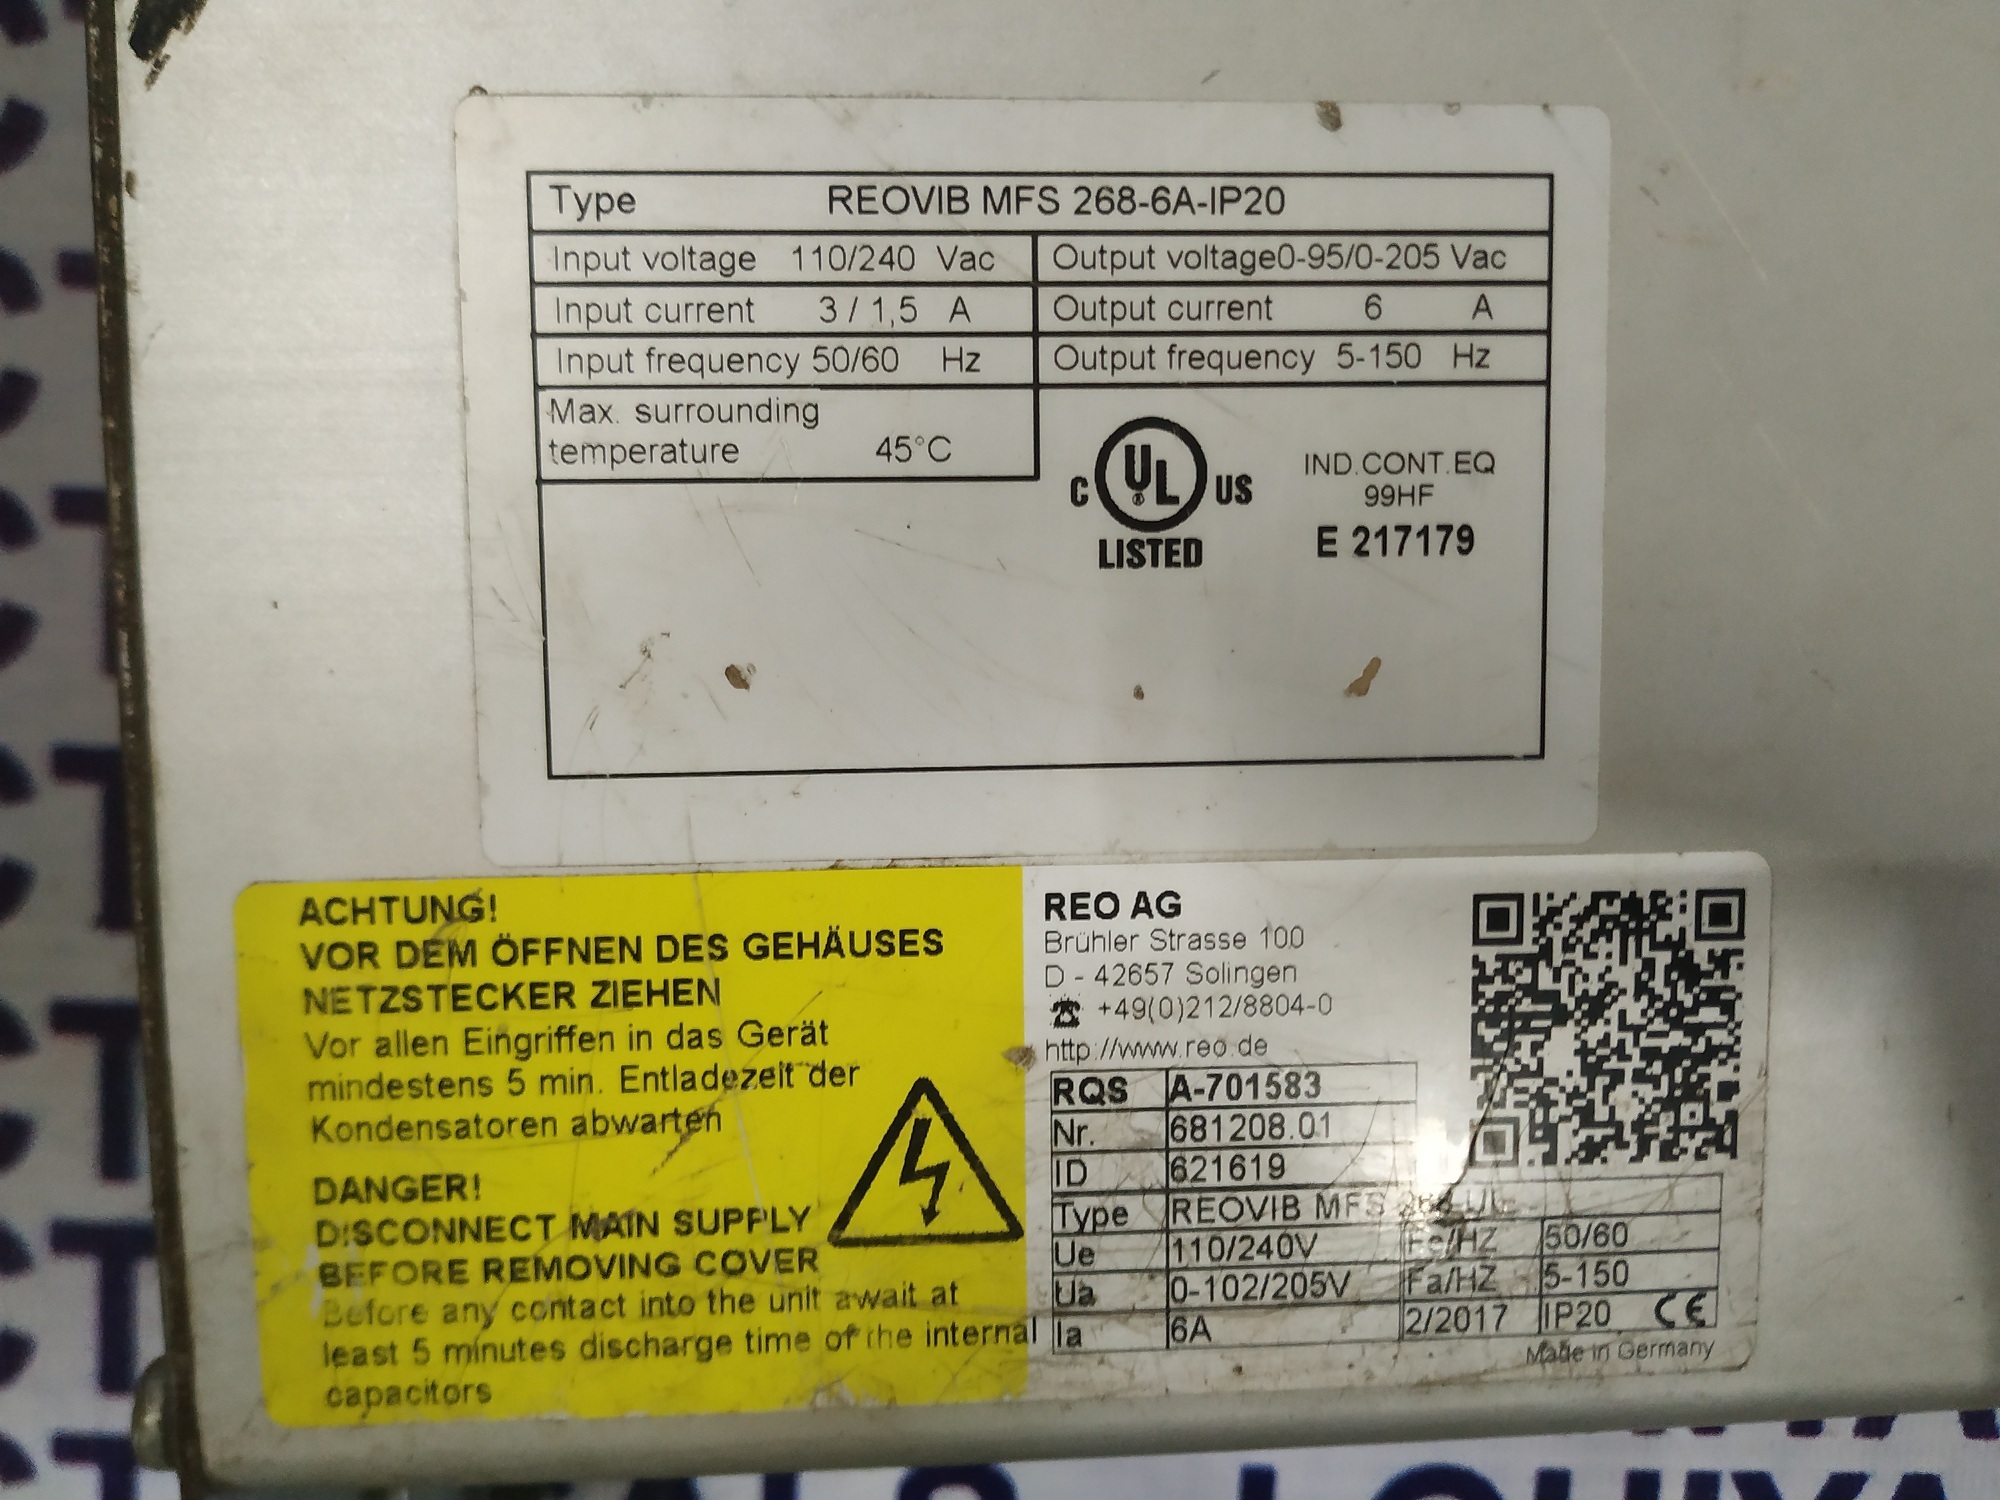 Type REOVIB MFS 268-6A-IP20
Input voltage 110/240 Vac Output voltage0-95/0-205 Vac
Input current 3 / 1,5 A Output current 6 A
Input frequency 50/60 Hz Output frequency 5-150 Hz
Max. surrounding
temperature 45°C
C UL ® US
LISTED
IND.CONT.EQ
99HF
E 217179
ACHTUNG!
VOR DEM ÖFFNEN DES GEHÄUSES
NETZSTECKER ZIEHEN
Vor allen Eingriffen in das Gerät
mindestens 5 min. Entladezeit der
Kondensatoren abwarten
DANGER!
DISCONNECT MAIN SUPPLY
BEFORE REMOVING COVER
Before any contact into the unit await at
least 5 minutes discharge time of the internal
capacitors
REO AG
Brühler Strasse 100
D - 42657 Solingen
☎ +49(0)212/8804-0
http://www.reo.de
RQS A-701583
Nr. 681208.01
ID 621619
Type REOVIB MFS 268 UL
Ue 110/240V Fe/HZ 50/60
Ua 0-102/205V Fa/HZ 5-150
Ia 6A 2/2017 IP20 CE
Made in Germany